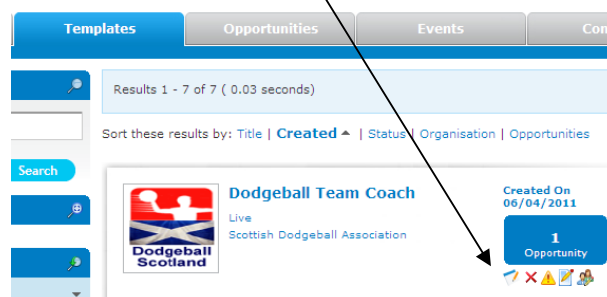 Templates Opportunities Events Con
Results 1 - 7 of 7 ( 0.03 seconds)
Sort these results by: Title | Created | Status | Organisation | Opportunities
Search
Dodgeball Team Coach
Live
Scottish Dodgeball Association
Dodgeball
Scotland
Created On
06/04/2011
1
Opportunity